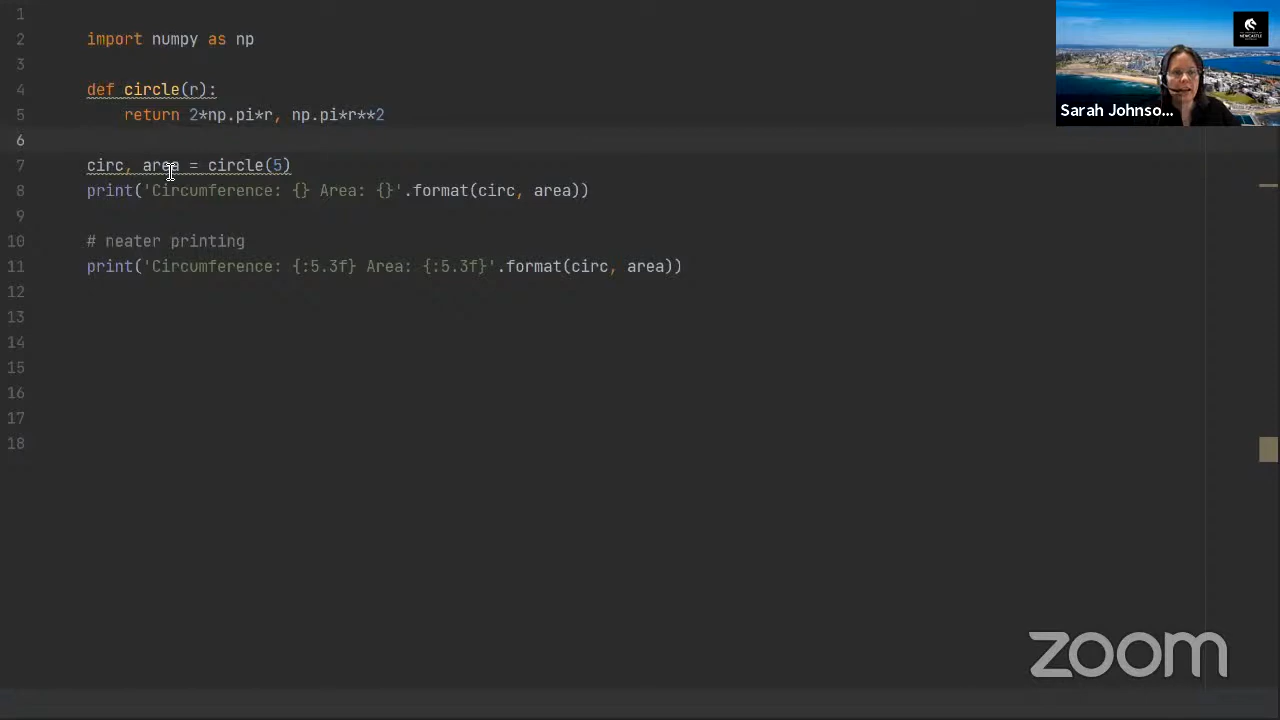 1
2 import numpy as np
3
4 def circle(r):
5 return 2*np.pi*r, np.pi*r**2
6
7 circ, area = circle(5)
8 print('Circumference: {} Area: {}'.format(circ, area))
9
10 # neater printing
11 print('Circumference: {:5.3f} Area: {:5.3f}'.format(circ, area))
12
13
14
15
16
17
18
NEWCASTLE
Sarah Johnso...
zoom